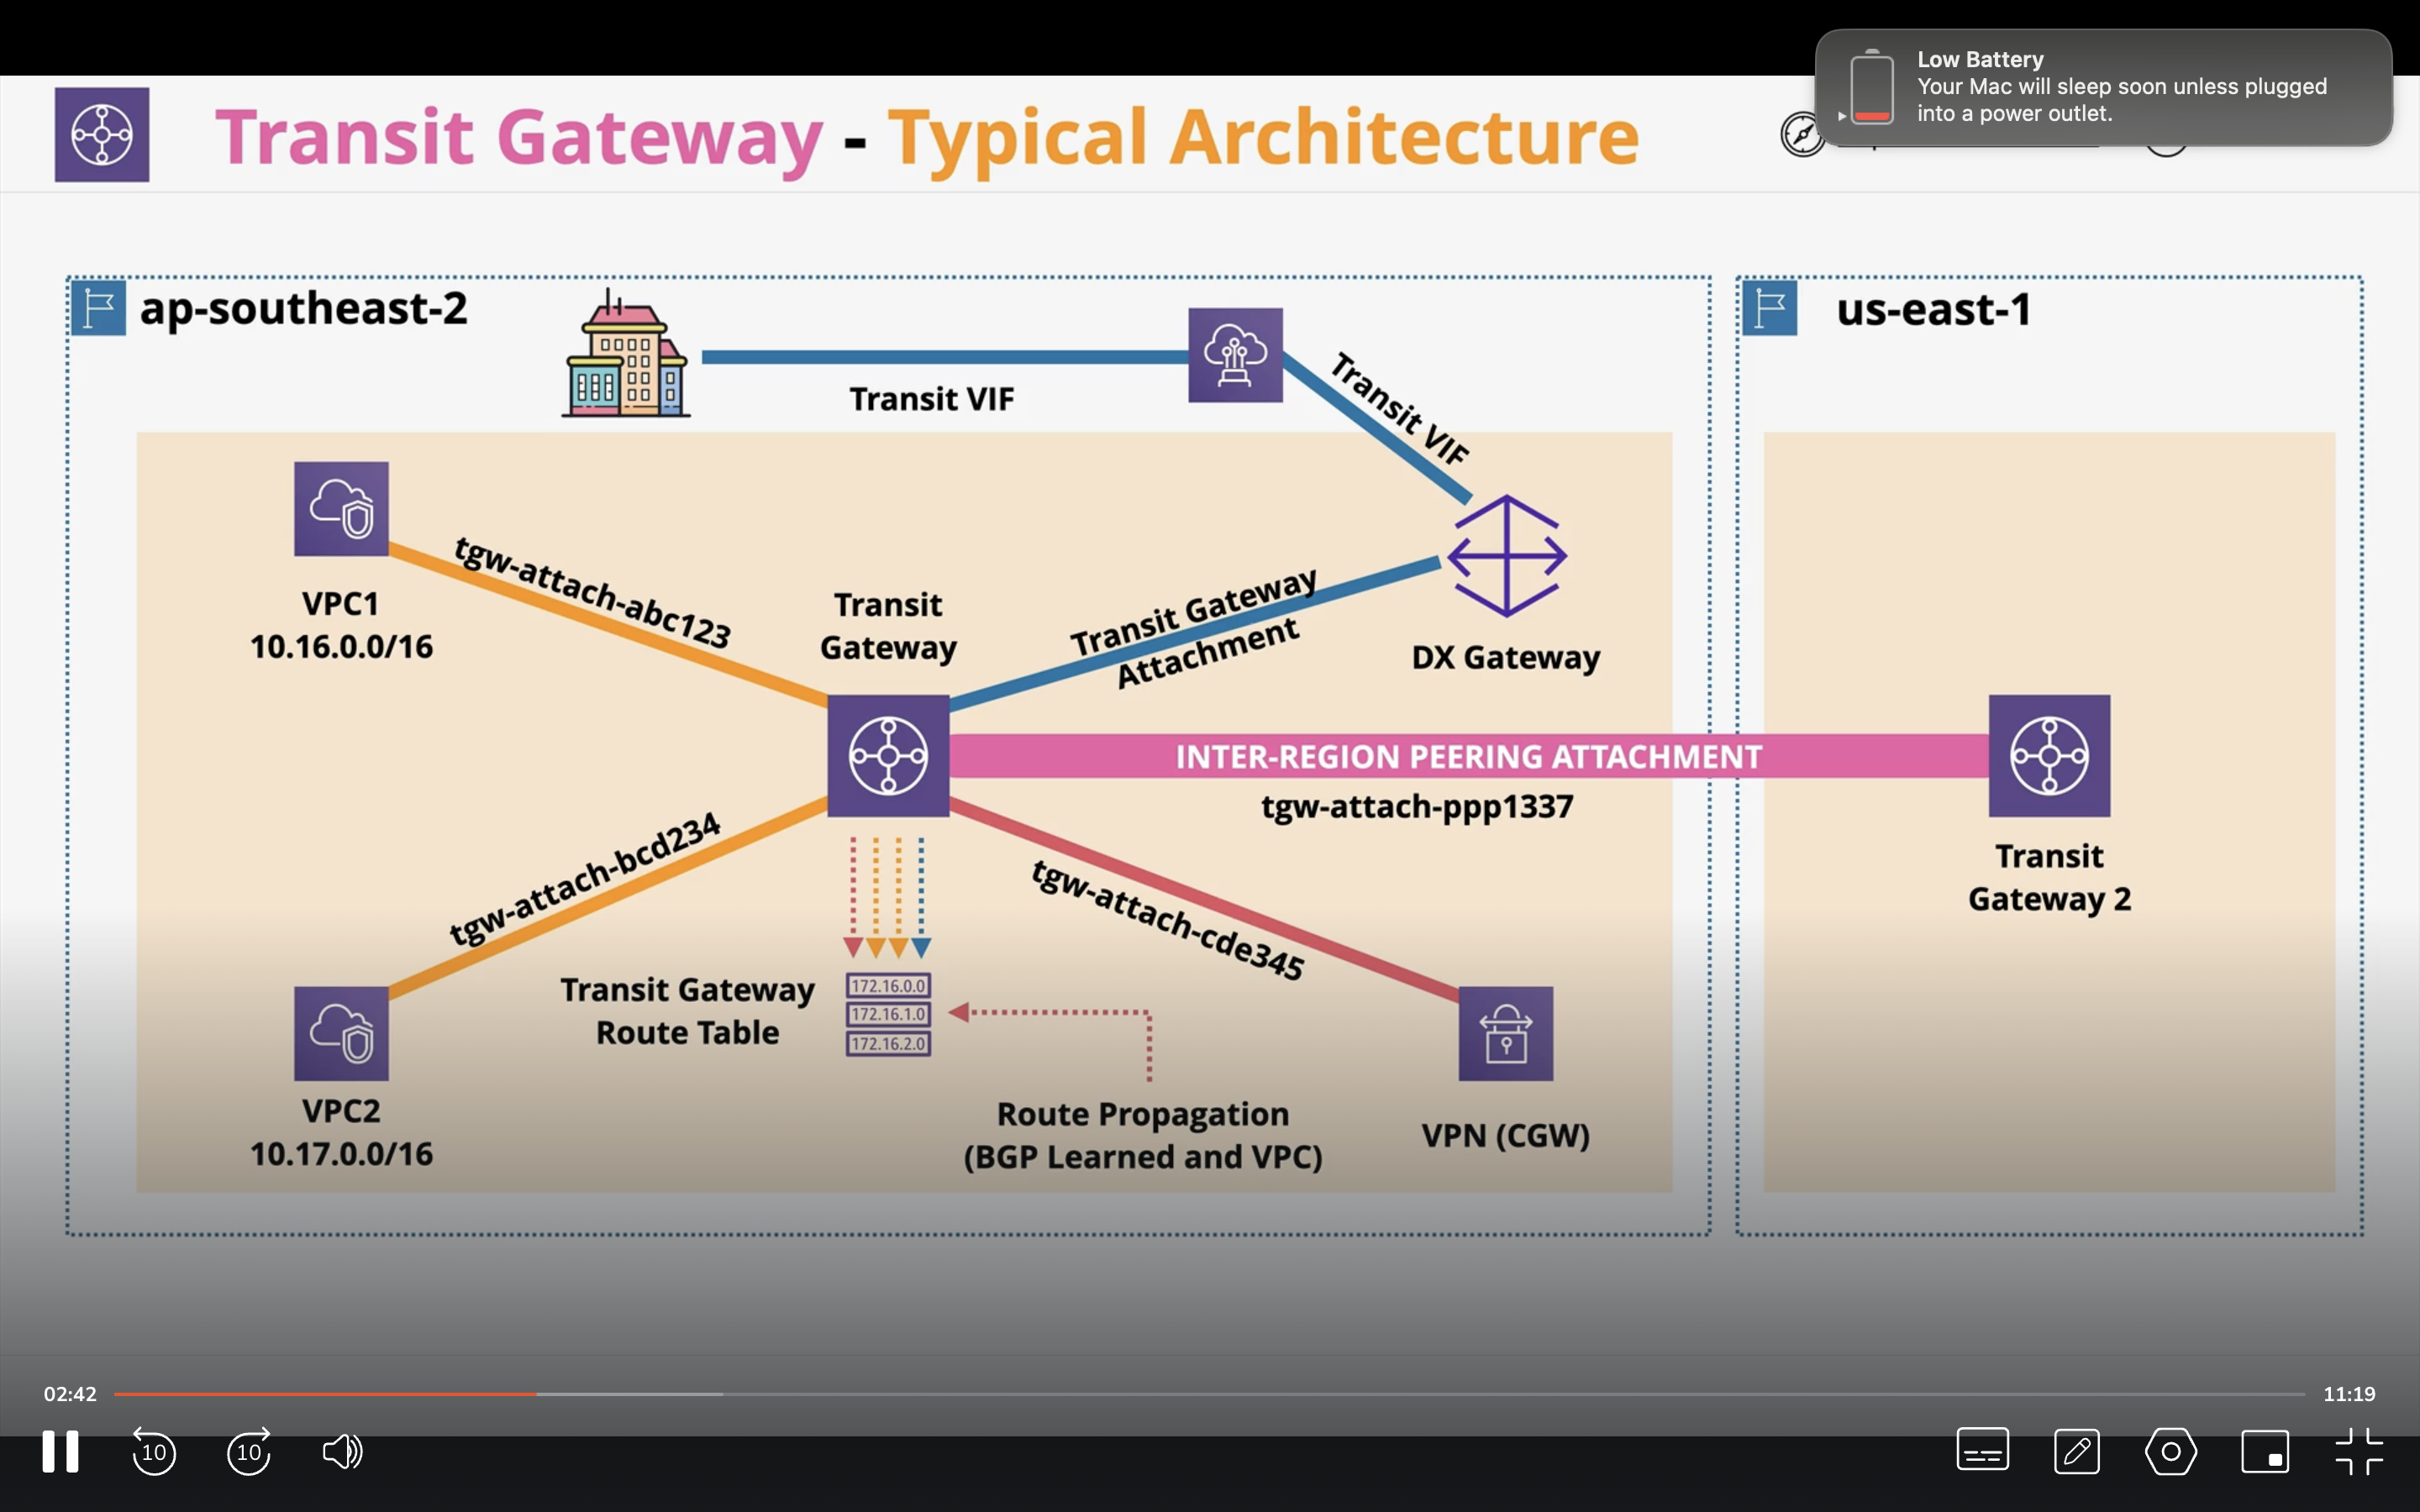 Low Battery
Your Mac will sleep soon unless plugged
into a power outlet.
Transit Gateway - Typical Architecture
ap-southeast-2
us-east-1
Transit VIF
Transit VIF
VPC1
10.16.0.0/16
tgw-attach-abc123
Transit
Gateway
Transit Gateway
Attachment
DX Gateway
INTER-REGION PEERING ATTACHMENT
tgw-attach-ppp1337
Transit
Gateway 2
tgw-attach-bcd234
tgw-attach-cde345
Transit Gateway
Route Table
172.16.0.0
172.16.1.0
172.16.2.0
VPC2
10.17.0.0/16
Route Propagation
(BGP Learned and VPC)
VPN (CGW)
02:42
11:19
10
10